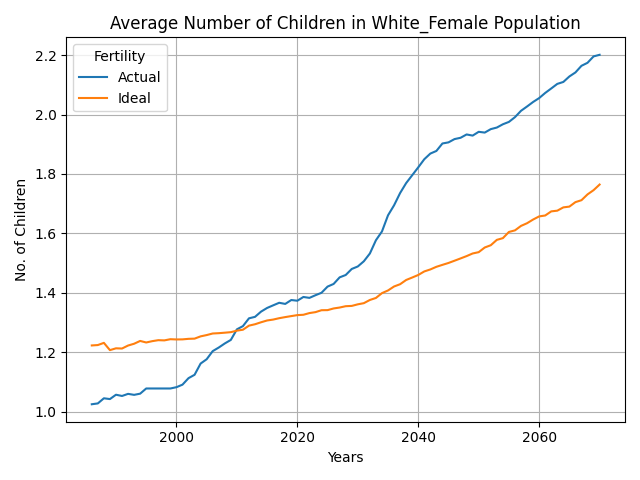 Average Number of Children in White_Female Population
Fertility
Actual
Ideal
No. of Children
2.2
2.0
1.8
1.6
1.4
1.2
1.0
2000 2020 2040 2060
Years